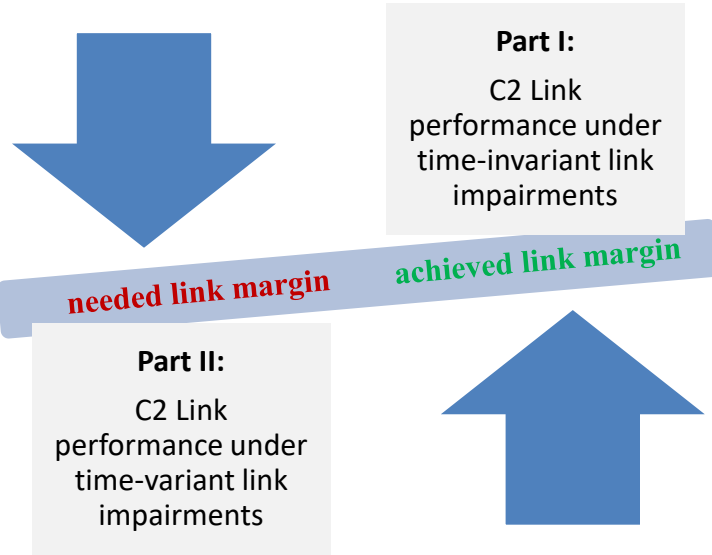 Part I:
C2 Link
performance under
time-invariant link
impairments
needed link margin
achieved link margin
Part II:
C2 Link
performance under
time-variant link
impairments